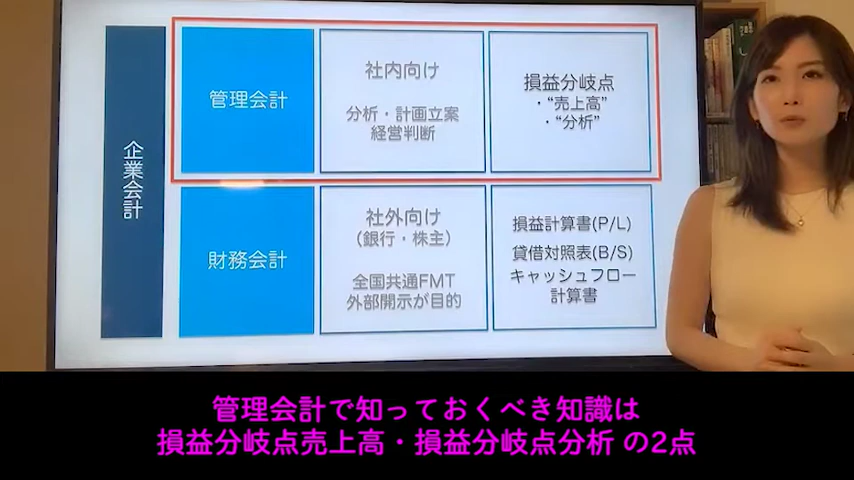 企業会計
管理会計
社内向け
分析・計画立案
経営判断
損益分岐点
・“売上高”
・“分析”
財務会計
社外向け
(銀行・株主)
全国共通FMT
外部開示が目的
損益計算書(P/L)
貸借対照表(B/S)
キャッシュフロー
計算書
管理会計で知っておくべき知識は
損益分岐点売上高・損益分岐点分析 の2点